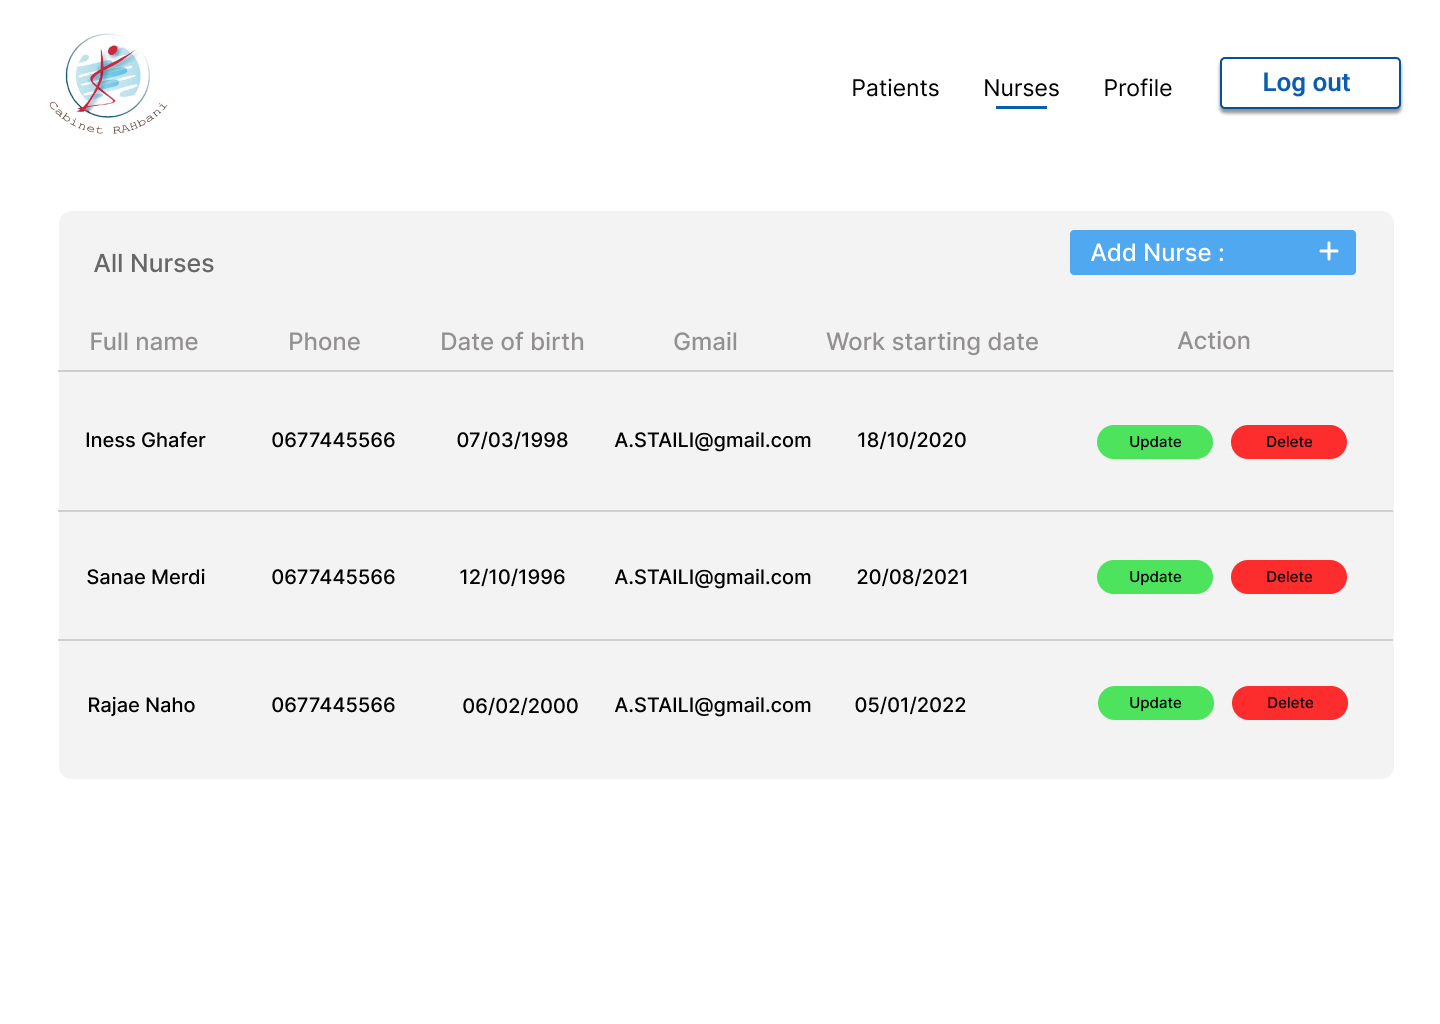 Cabinet RAHbani
Patients Nurses Profile Log out
All Nurses Add Nurse : +
Full name Phone Date of birth Gmail Work starting date Action
Iness Ghafer 0677445566 07/03/1998 A.STAILI@gmail.com 18/10/2020 Update Delete
Sanae Merdi 0677445566 12/10/1996 A.STAILI@gmail.com 20/08/2021 Update Delete
Rajae Naho 0677445566 06/02/2000 A.STAILI@gmail.com 05/01/2022 Update Delete